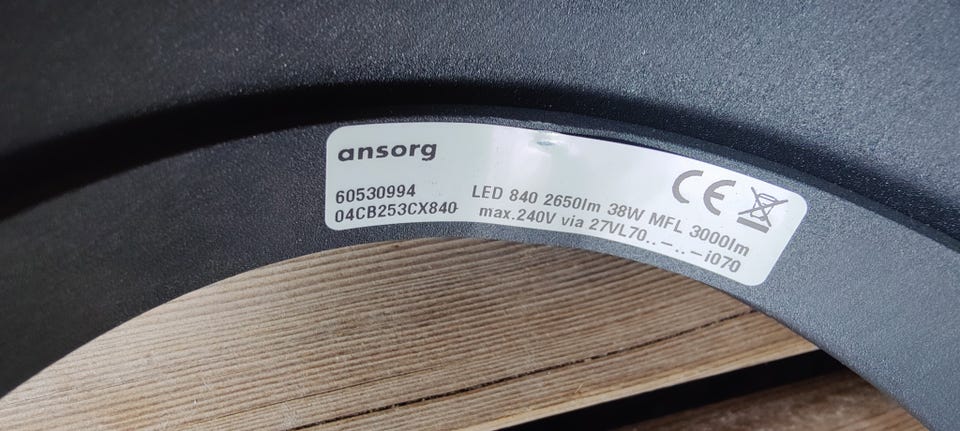 ansorg
60530994
04CB253CX840
LED 840 2650lm 38W MFL 3000lm
max.240V via 27VL70..–..–i070
CE